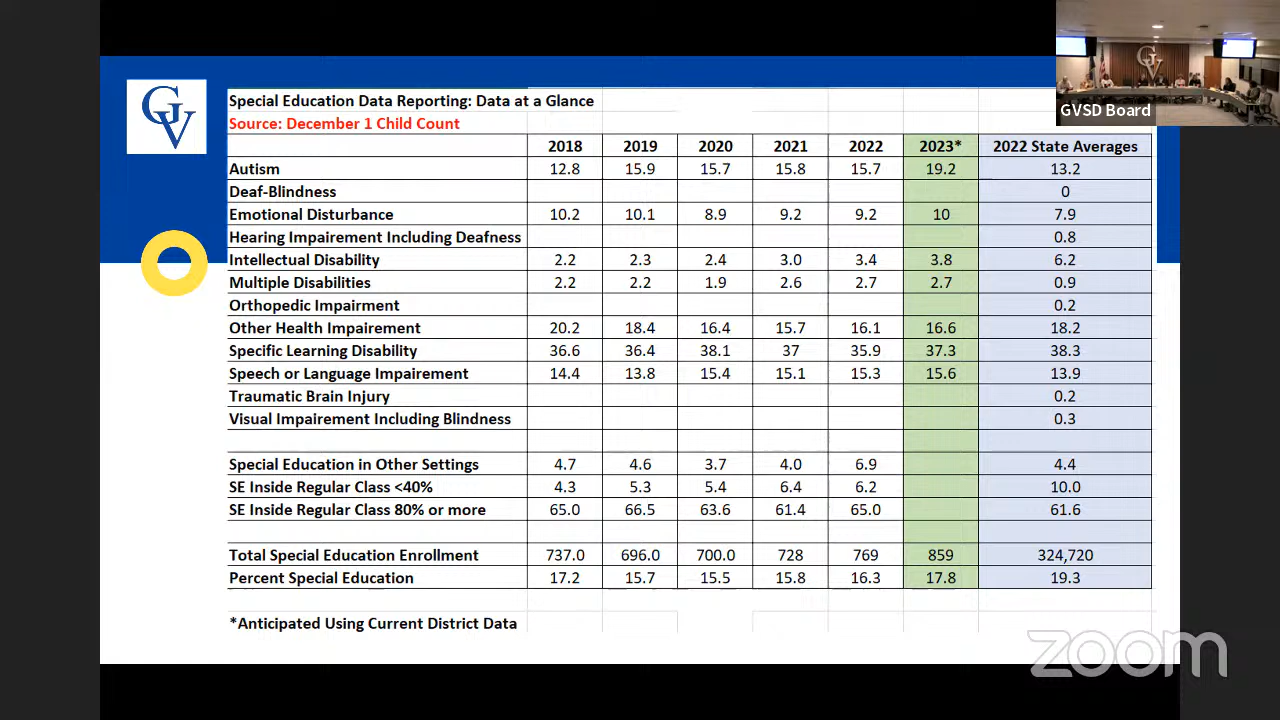 GV
GV
GVSD Board
Special Education Data Reporting: Data at a Glance
Source: December 1 Child Count
2018 2019 2020 2021 2022 2023* 2022 State Averages
Autism 12.8 15.9 15.7 15.8 15.7 19.2 13.2
Deaf-Blindness 0
Emotional Disturbance 10.2 10.1 8.9 9.2 9.2 10 7.9
Hearing Impairment Including Deafness 0.8
Intellectual Disability 2.2 2.3 2.4 3.0 3.4 3.8 6.2
Multiple Disabilities 2.2 2.2 1.9 2.6 2.7 2.7 0.9
Orthopedic Impairment 0.2
Other Health Impairment 20.2 18.4 16.4 15.7 16.1 16.6 18.2
Specific Learning Disability 36.6 36.4 38.1 37 35.9 37.3 38.3
Speech or Language Impairment 14.4 13.8 15.4 15.1 15.3 15.6 13.9
Traumatic Brain Injury 0.2
Visual Impairment Including Blindness 0.3
Special Education in Other Settings 4.7 4.6 3.7 4.0 6.9 4.4
SE Inside Regular Class <40% 4.3 5.3 5.4 6.4 6.2 10.0
SE Inside Regular Class 80% or more 65.0 66.5 63.6 61.4 65.0 61.6
Total Special Education Enrollment 737.0 696.0 700.0 728 769 859 324,720
Percent Special Education 17.2 15.7 15.5 15.8 16.3 17.8 19.3
*Anticipated Using Current District Data
zoom